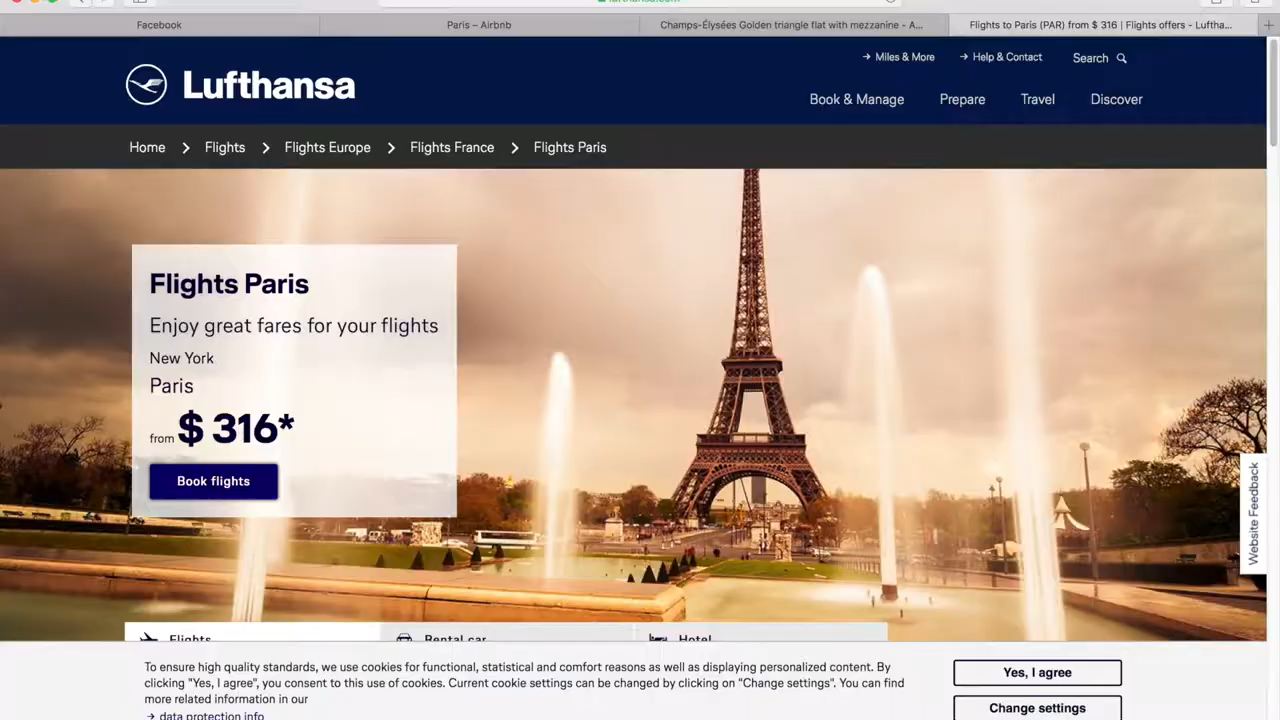 Facebook
Paris – Airbnb
Champs-Élysées Golden triangle flat with mezzanine - A...
Flights to Paris (PAR) from $ 316 | Flights offers - Luftha...
Miles & More
Help & Contact
Search
Lufthansa
Book & Manage
Prepare
Travel
Discover
Home
Flights
Flights Europe
Flights France
Flights Paris
Flights Paris
Enjoy great fares for your flights
New York
Paris
from $ 316*
Book flights
Website Feedback
Flights
Rental car
Hotel
To ensure high quality standards, we use cookies for functional, statistical and comfort reasons as well as displaying personalized content. By
clicking "Yes, I agree", you consent to the use of cookies. Current cookie settings can be changed by clicking on "Change settings". You can find
more related information in our
data protection info
Yes, I agree
Change settings